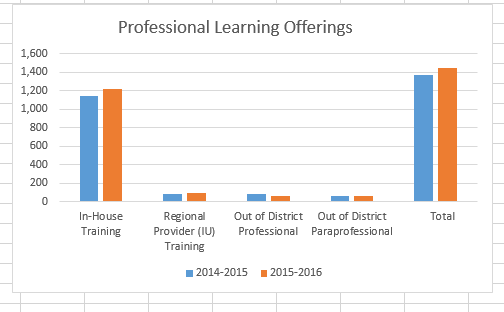 Professional Learning Offerings
1,600
1,400
1,200
1,000
800
600
400
200
0
In-House
Training
Regional
Provider (IU)
Training
Out of District
Professional
Out of District
Paraprofessional
Total
2014-2015
2015-2016